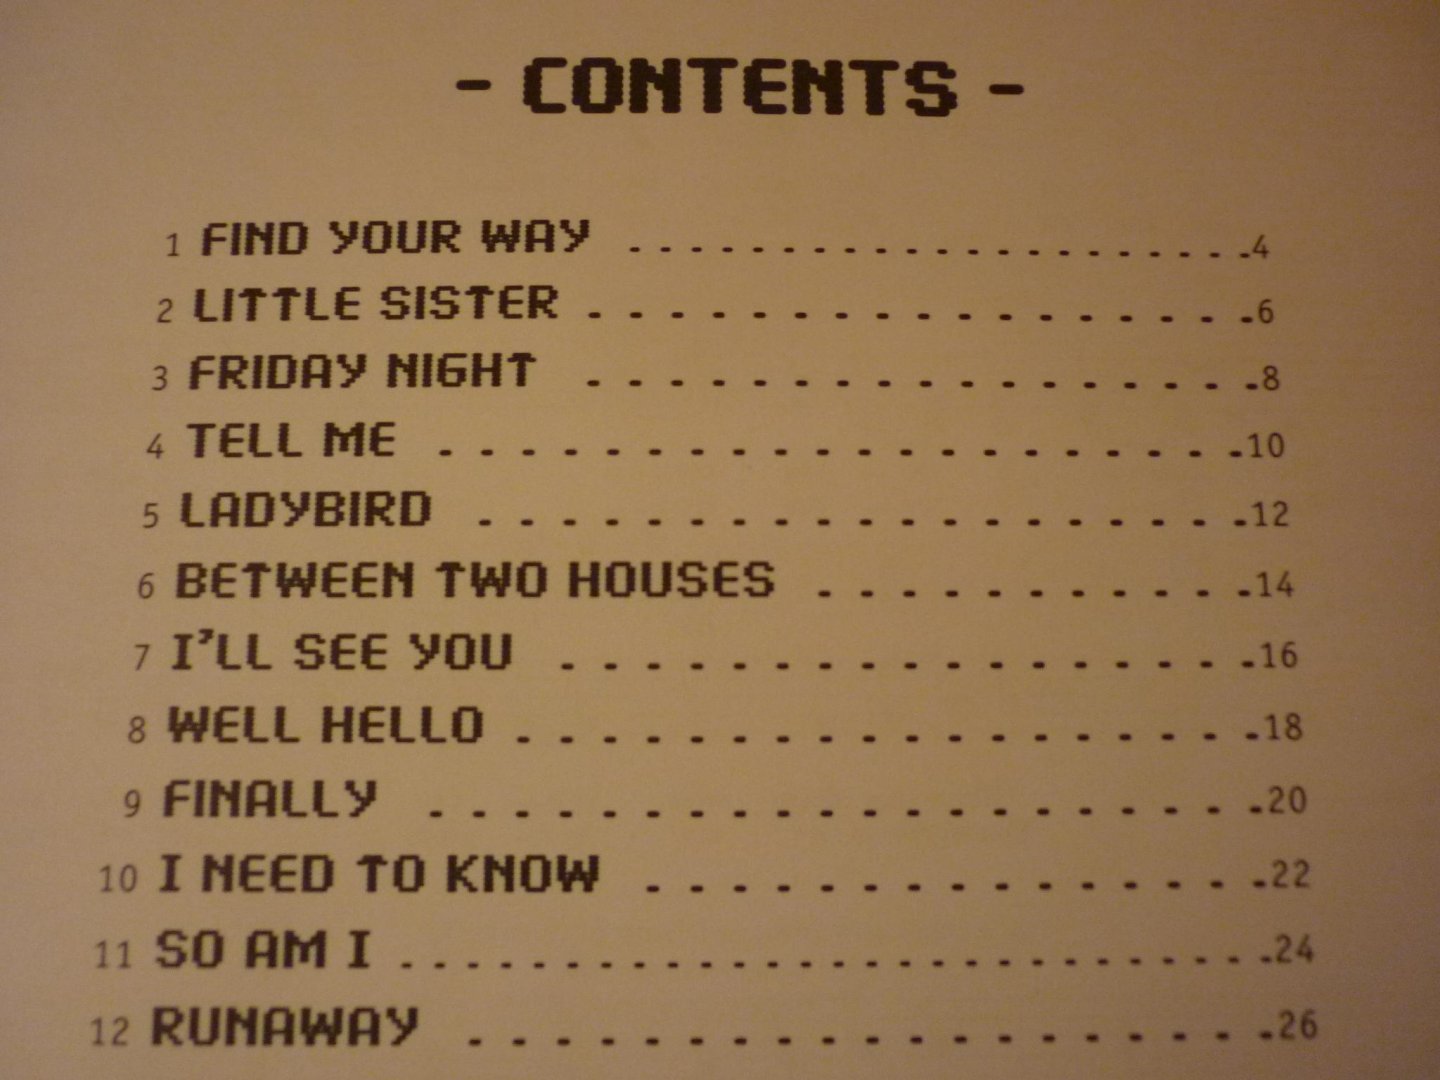 - CONTENTS -
1 FIND YOUR WAY . . . . . . . . . . . . . . . . . . . . .4
2 LITTLE SISTER . . . . . . . . . . . . . . . . .6
3 FRIDAY NIGHT . . . . . . . . . . . . . . . . .8
4 TELL ME . . . . . . . . . . . . . . . . . . . .10
5 LADYBIRD . . . . . . . . . . . . . . . . . . .12
6 BETWEEN TWO HOUSES . . . . . . . . . . .14
7 I'LL SEE YOU . . . . . . . . . . . . . . . . .16
8 WELL HELLO . . . . . . . . . . . . . . . . . .18
9 FINALLY . . . . . . . . . . . . . . . . . . . .20
10 I NEED TO KNOW . . . . . . . . . . . . . . .22
11 SO AM I . . . . . . . . . . . . . . . . . . . . . . . . . . .24
12 RUNAWAY . . . . . . . . . . . . . . . . . . .26